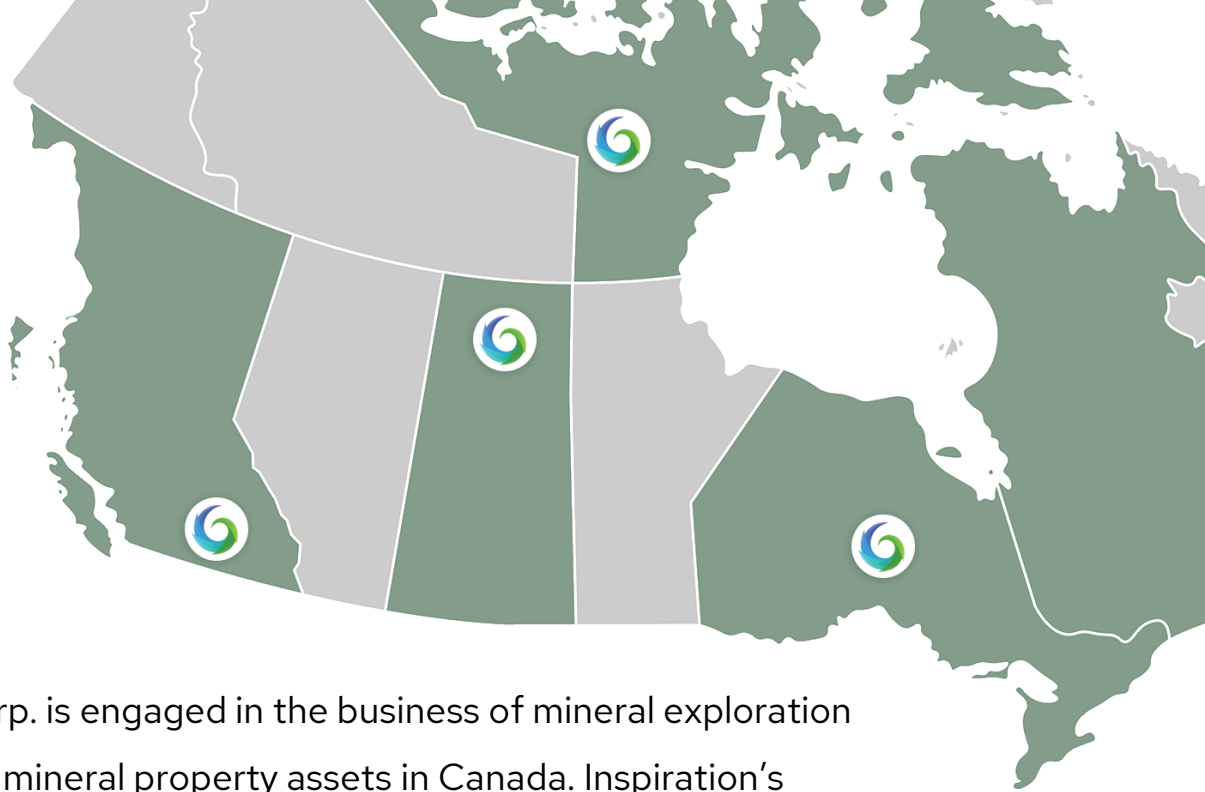 rp. is engaged in the business of mineral exploration
mineral property assets in Canada. Inspiration’s